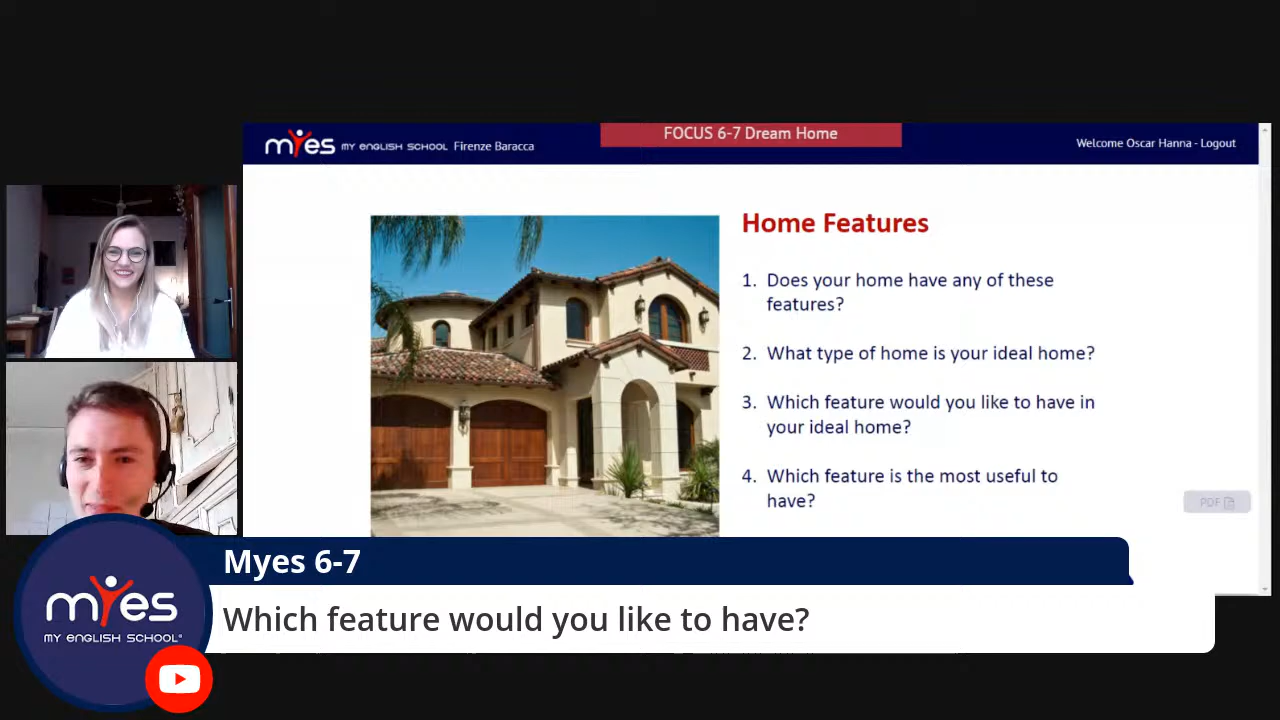 FOCUS 6-7 Dream Home
myes MY ENGLISH SCHOOL Firenze Baracca
Welcome Oscar Hanna - Logout
Home Features
1. Does your home have any of these
features?
2. What type of home is your ideal home?
3. Which feature would you like to have in
your ideal home?
4. Which feature is the most useful to
have?
PDF
Myes 6-7
Which feature would you like to have?
myes
MY ENGLISH SCHOOL®